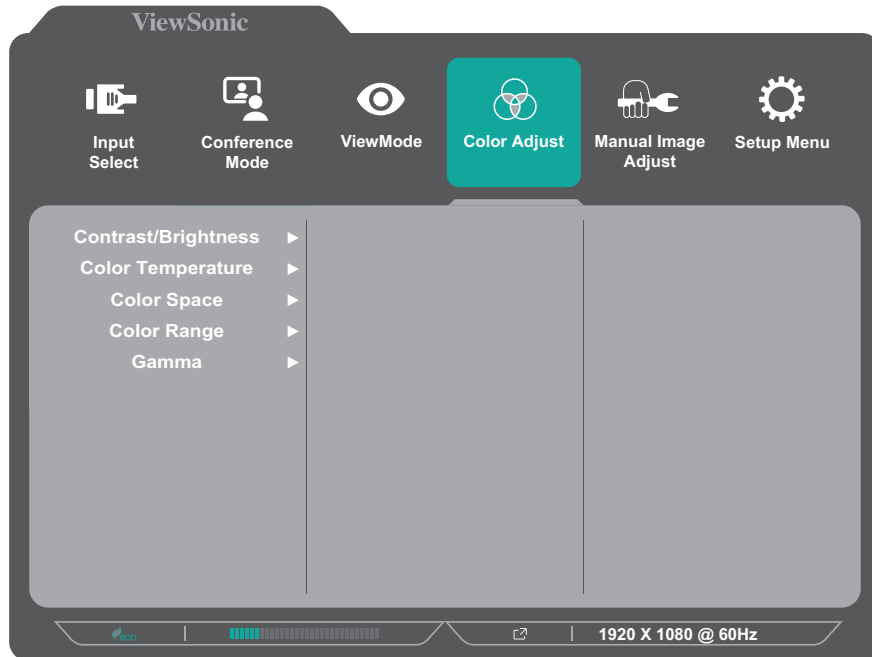 ViewSonic
Input
Select
Conference
Mode
ViewMode
Color Adjust
Manual Image
Adjust
Setup Menu
Contrast/Brightness
Color Temperature
Color Space
Color Range
Gamma
eco
1920 X 1080 @ 60Hz